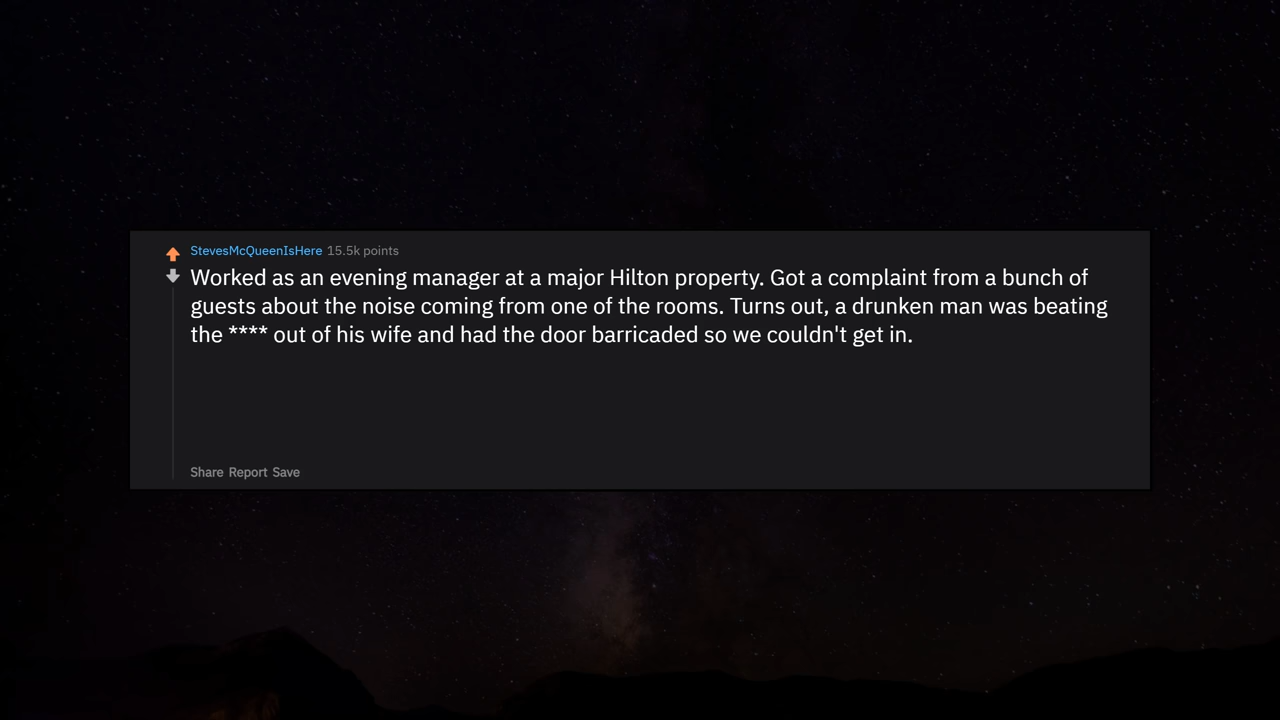 StevesMcQueenIsHere 15.5k points
Worked as an evening manager at a major Hilton property. Got a complaint from a bunch of
guests about the noise coming from one of the rooms. Turns out, a drunken man was beating
the **** out of his wife and had the door barricaded so we couldn't get in.
Share Report Save